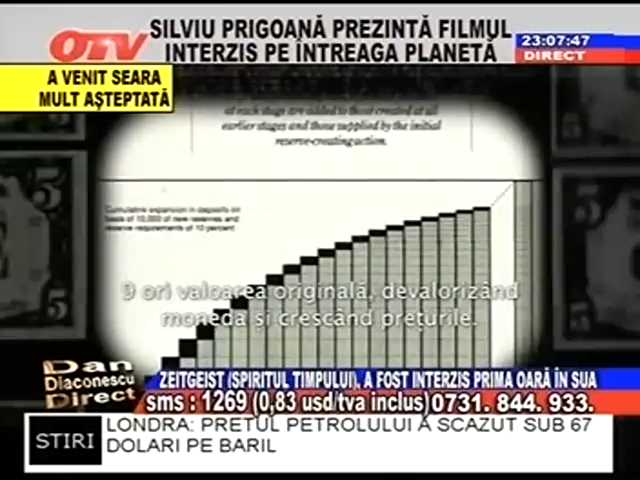 OTV
SILVIU PRIGOANĂ PREZINTĂ FILMUL
INTERZIS PE ÎNTREAGA PLANETĂ
23:07:47
DIRECT
A VENIT SEARA
MULT AŞTEPTATĂ
at each stage are added to those created at all
earlier stages and those supplied by the initial
reserve-creating action.
Cumulative expansion in deposits on
basis of 10,000 of new reserves and
reserve requirements of 10 percent
9 ori valoarea originală, devalorizând
moneda și crescând prețurile.
5
5
Dan
Diaconescu
Direct
ZEITGEIST (SPIRITUL TIMPULUI), A FOST INTERZIS PRIMA OARĂ ÎN SUA
sms : 1269 (0,83 usd/tva inclus) 0731. 844. 933.
STIRI
LONDRA: PRETUL PETROLULUI A SCAZUT SUB 67
DOLARI PE BARIL